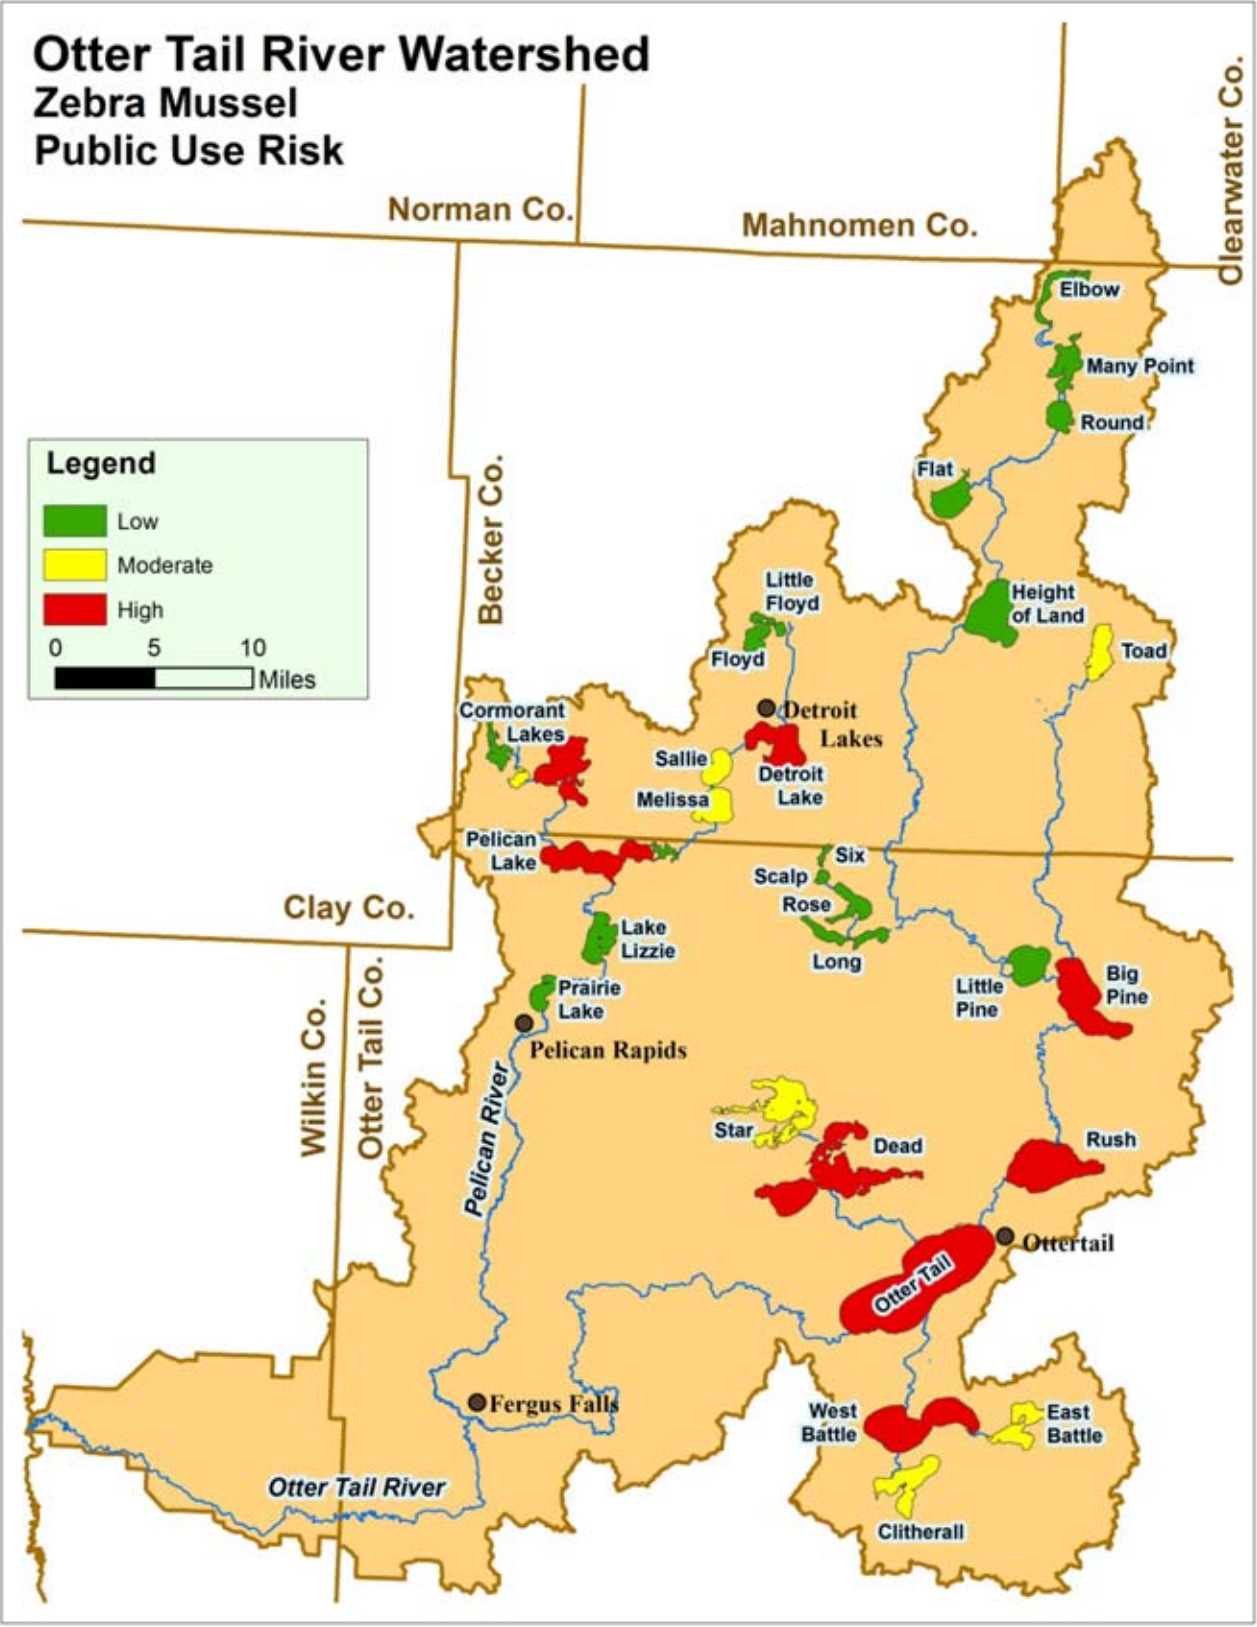 Otter Tail River Watershed
Zebra Mussel
Public Use Risk
Norman Co.
Mahnomen Co.
Clearwater Co.
Elbow
Many Point
Round
Flat
Legend
Low
Moderate
High
0 5 10
Miles
Becker Co.
Little
Floyd
Floyd
Height
of Land
Toad
Cormorant
Lakes
Detroit
Lakes
Sallie
Detroit
Lake
Melissa
Pelican
Lake
Six
Scalp
Rose
Long
Clay Co.
Lake
Lizzie
Prairie
Lake
Little
Pine
Big
Pine
Wilkin Co.
Otter Tail Co.
Pelican Rapids
Pelican River
Star
Dead
Rush
Ottertail
Otter Tail
Fergus Falls
West
Battle
East
Battle
Otter Tail River
Clitherall